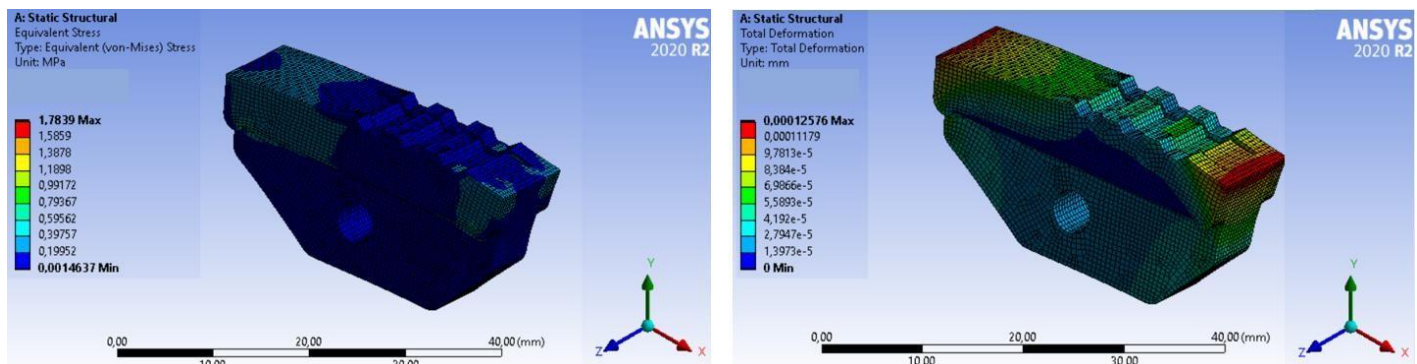 A: Static Structural
Equivalent Stress
Type: Equivalent (von-Mises) Stress
Unit: MPa
1,7839 Max
1,5859
1,3878
1,1898
0,99172
0,79367
0,59562
0,39757
0,19952
0,0014637 Min
ANSYS
2020 R2
Y
Z
X
0,00
20,00
40,00 (mm)
10,00
30,00
A: Static Structural
Total Deformation
Type: Total Deformation
Unit: mm
0,00012576 Max
0,00011179
9,7813e-5
8,384e-5
6,9866e-5
5,5893e-5
4,192e-5
2,7947e-5
1,3973e-5
0 Min
ANSYS
2020 R2
Y
Z
X
0,00
20,00
40,00 (mm)
10,00
30,00